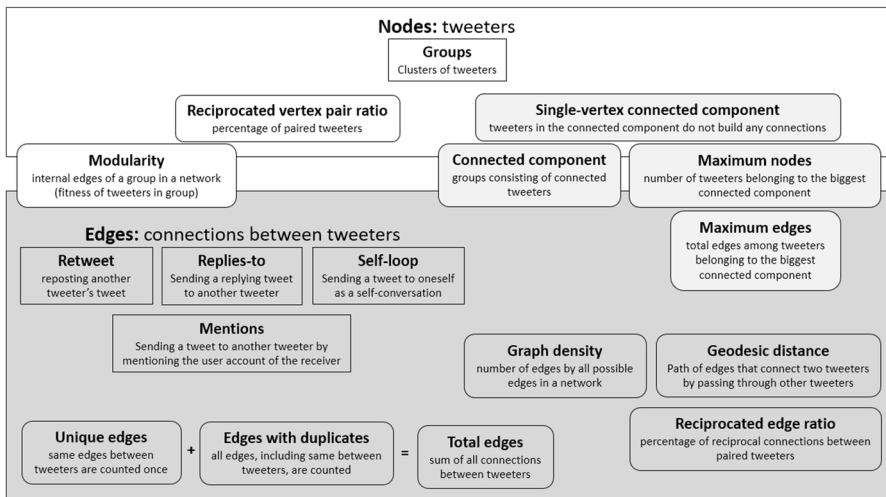 Nodes: tweeters
Groups
Clusters of tweeters
Reciprocated vertex pair ratio
percentage of paired tweeters
Single-vertex connected component
tweeters in the connected component do not build any connections
Modularity
internal edges of a group in a network
(fitness of tweeters in group)
Connected component
groups consisting of connected
tweeters
Maximum nodes
number of tweeters belonging to the biggest
connected component
Maximum edges
total edges among tweeters
belonging to the biggest
connected component
Edges: connections between tweeters
Retweet
reposting another
tweeter's tweet
Replies-to
Sending a replying tweet
to another tweeter
Self-loop
Sending a tweet to oneself
as a self-conversation
Mentions
Sending a tweet to another tweeter by
mentioning the user account of the receiver
Graph density
number of edges by all possible
edges in a network
Geodesic distance
Path of edges that connect two tweeters
by passing through other tweeters
Reciprocated edge ratio
percentage of reciprocal connections between
paired tweeters
Unique edges
same edges between
tweeters are counted once
+
Edges with duplicates
all edges, including same between
tweeters, are counted
=
Total edges
sum of all connections
between tweeters